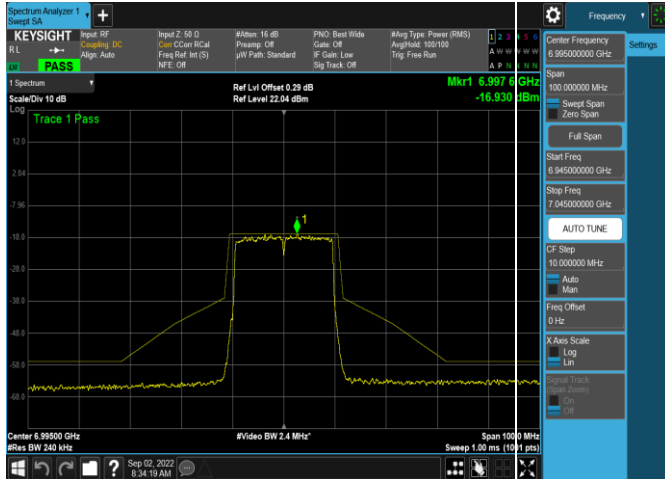 Spectrum Analyzer 1
Swept SA
+
Frequency
KEYSIGHT
Input: RF
Input Z: 50 Ω
#Atten: 16 dB
PNO: Best Wide
#Avg Type: Power (RMS)
1 2 3 4 5 6
RL
Coupling: DC
Corr CCorr RCal
Preamp: Off
Gate: Off
Avg|Hold: 100/100
A W W W W W
Align: Auto
Freq Ref: Int (S)
µW Path: Standard
IF Gain: Low
Trig: Free Run
PASS
NFE: Off
Sig Track: Off
A P N N N N
1 Spectrum
Ref Lvl Offset 0.29 dB
Mkr1 6.997 6 GHz
Scale/Div 10 dB
Ref Level 22.04 dBm
-16.930 dBm
Log
Trace 1 Pass
12.0
2.04
-7.96
-18.0
-28.0
-38.0
-48.0
-58.0
-68.0
1
Center 6.99500 GHz
#Video BW 2.4 MHz*
Span 100.0 MHz
#Res BW 240 kHz
Sweep 1.00 ms (1001 pts)
Sep 02, 2022
8:34:19 AM
Settings
Center Frequency
6.995000000 GHz
Span
100.000000 MHz
Swept Span
Zero Span
Full Span
Start Freq
6.945000000 GHz
Stop Freq
7.045000000 GHz
AUTO TUNE
CF Step
10.000000 MHz
Auto
Man
Freq Offset
0 Hz
X Axis Scale
Log
Lin
Signal Track
(Span Zoom)
On
Off